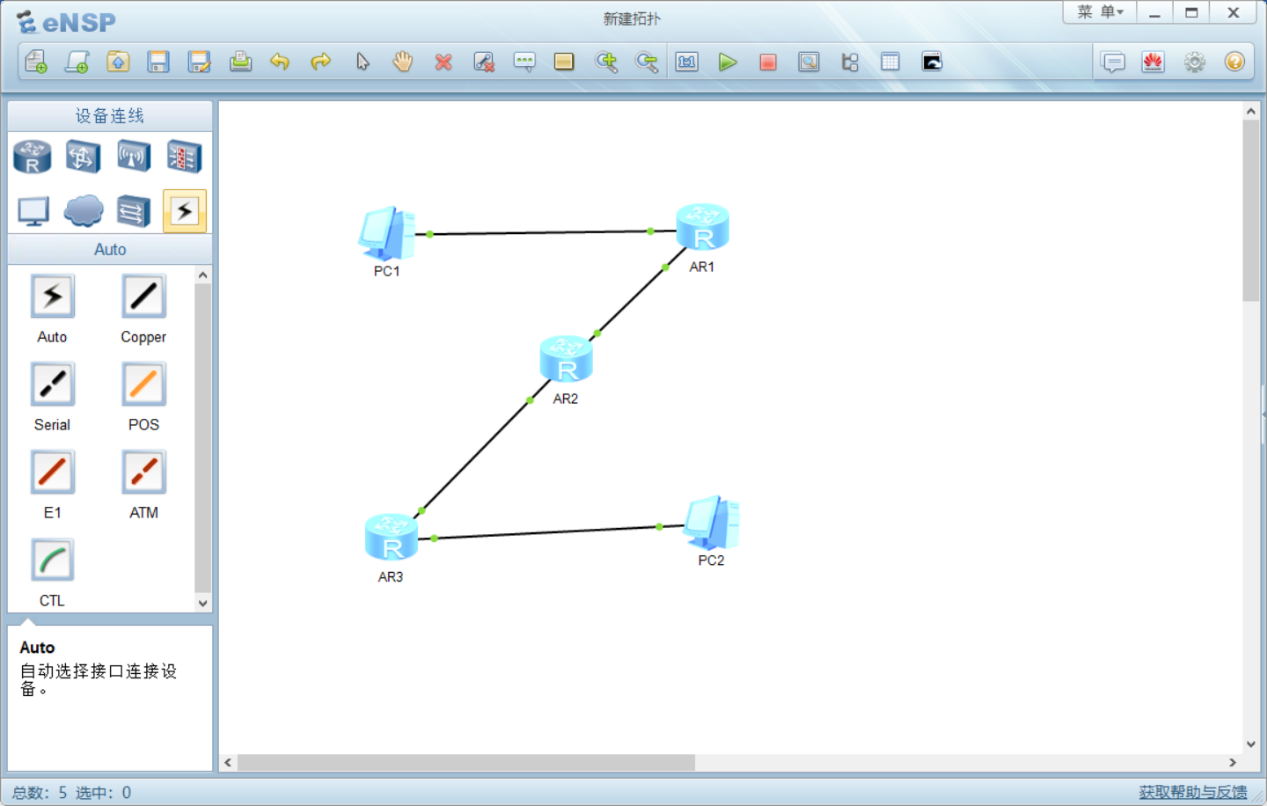 eNSP
新建拓扑
菜 单
设备连线
R
Auto
Auto
Copper
Serial
POS
E1
ATM
CTL
Auto
自动选择接口连接设
备。
PC1
R
AR1
R
AR2
R
AR3
PC2
总数: 5 选中: 0
获取帮助与反馈